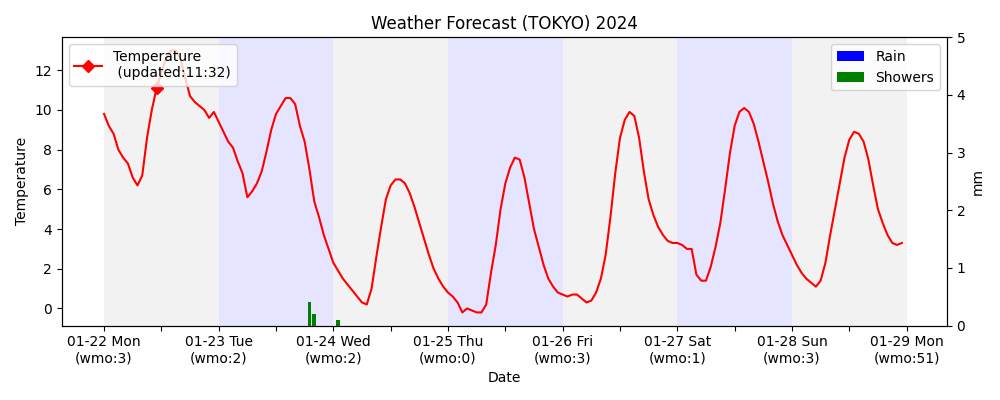 Weather Forecast (TOKYO) 2024
Temperature
(updated:11:32)
Rain
Showers
12
10
8
6
4
2
0
Temperature
5
4
3
2
1
0
mm
01-22 Mon
(wmo:3)
01-23 Tue
(wmo:2)
01-24 Wed
(wmo:2)
01-25 Thu
(wmo:0)
01-26 Fri
(wmo:3)
01-27 Sat
(wmo:1)
01-28 Sun
(wmo:3)
01-29 Mon
(wmo:51)
Date